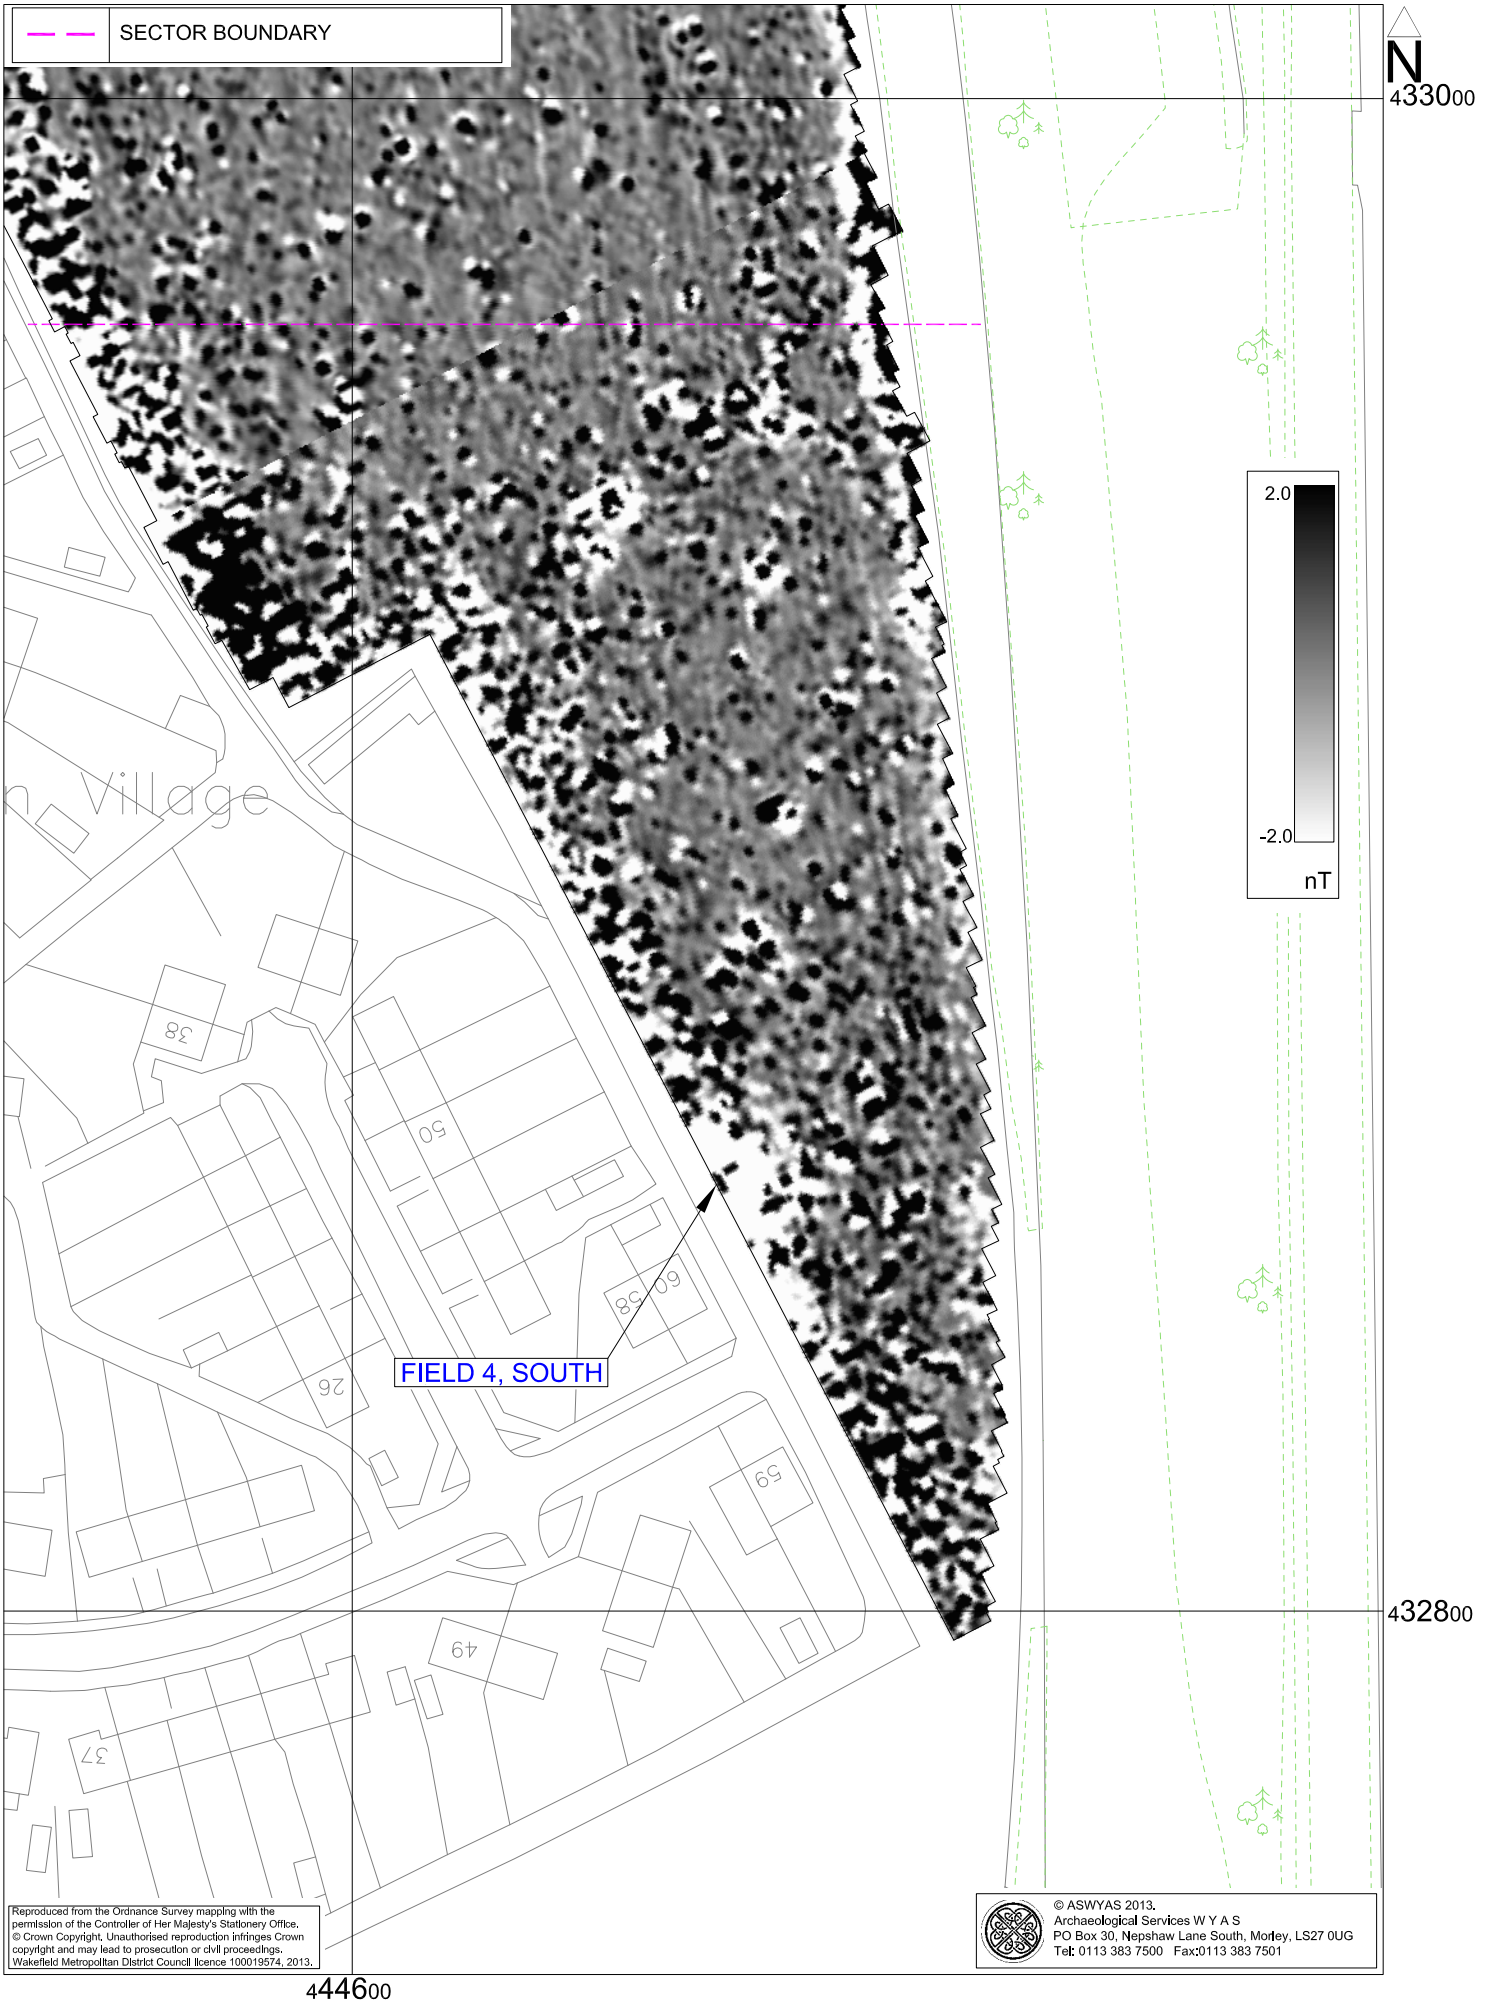 SECTOR BOUNDARY
N
433000
2.0
-2.0
nT
n Village
38
50
60
58
FIELD 4, SOUTH
26
59
49
37
432800
Reproduced from the Ordnance Survey mapping with the
permission of the Controller of Her Majesty's Stationery Office.
© Crown Copyright. Unauthorised reproduction infringes Crown
copyright and may lead to prosecution or civil proceedings.
Wakefield Metropolitan District Council licence 100019574, 2013.
© ASWYAS 2013.
Archaeological Services W Y A S
PO Box 30, Nepshaw Lane South, Morley, LS27 0UG
Tel: 0113 383 7500 Fax:0113 383 7501
444600